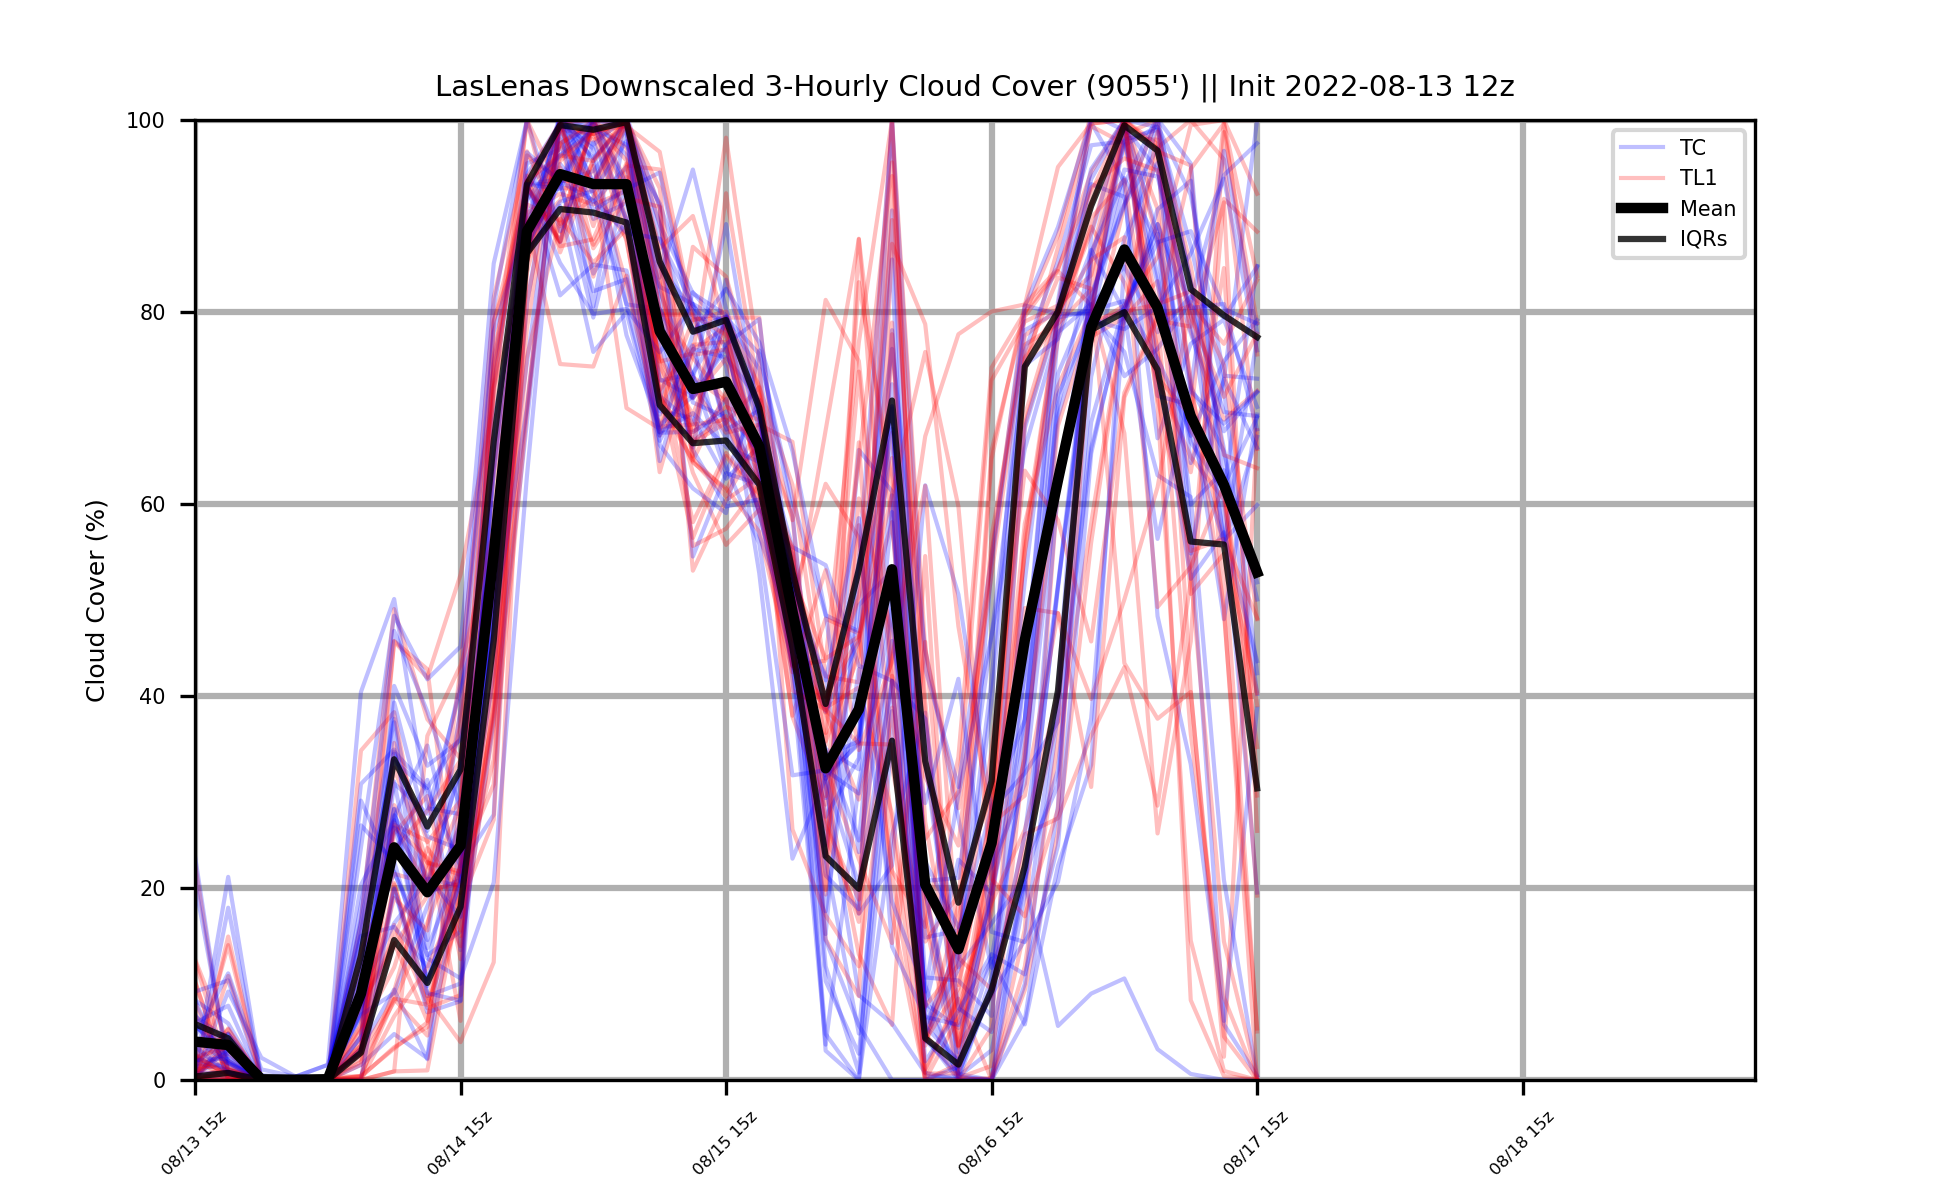 LasLenas Downscaled 3-Hourly Cloud Cover (9055') || Init 2022-08-13 12z
Cloud Cover (%)
100
80
60
40
20
0
TC
TL1
Mean
IQRs
08/13 15z
08/14 15z
08/15 15z
08/16 15z
08/17 15z
08/18 15z